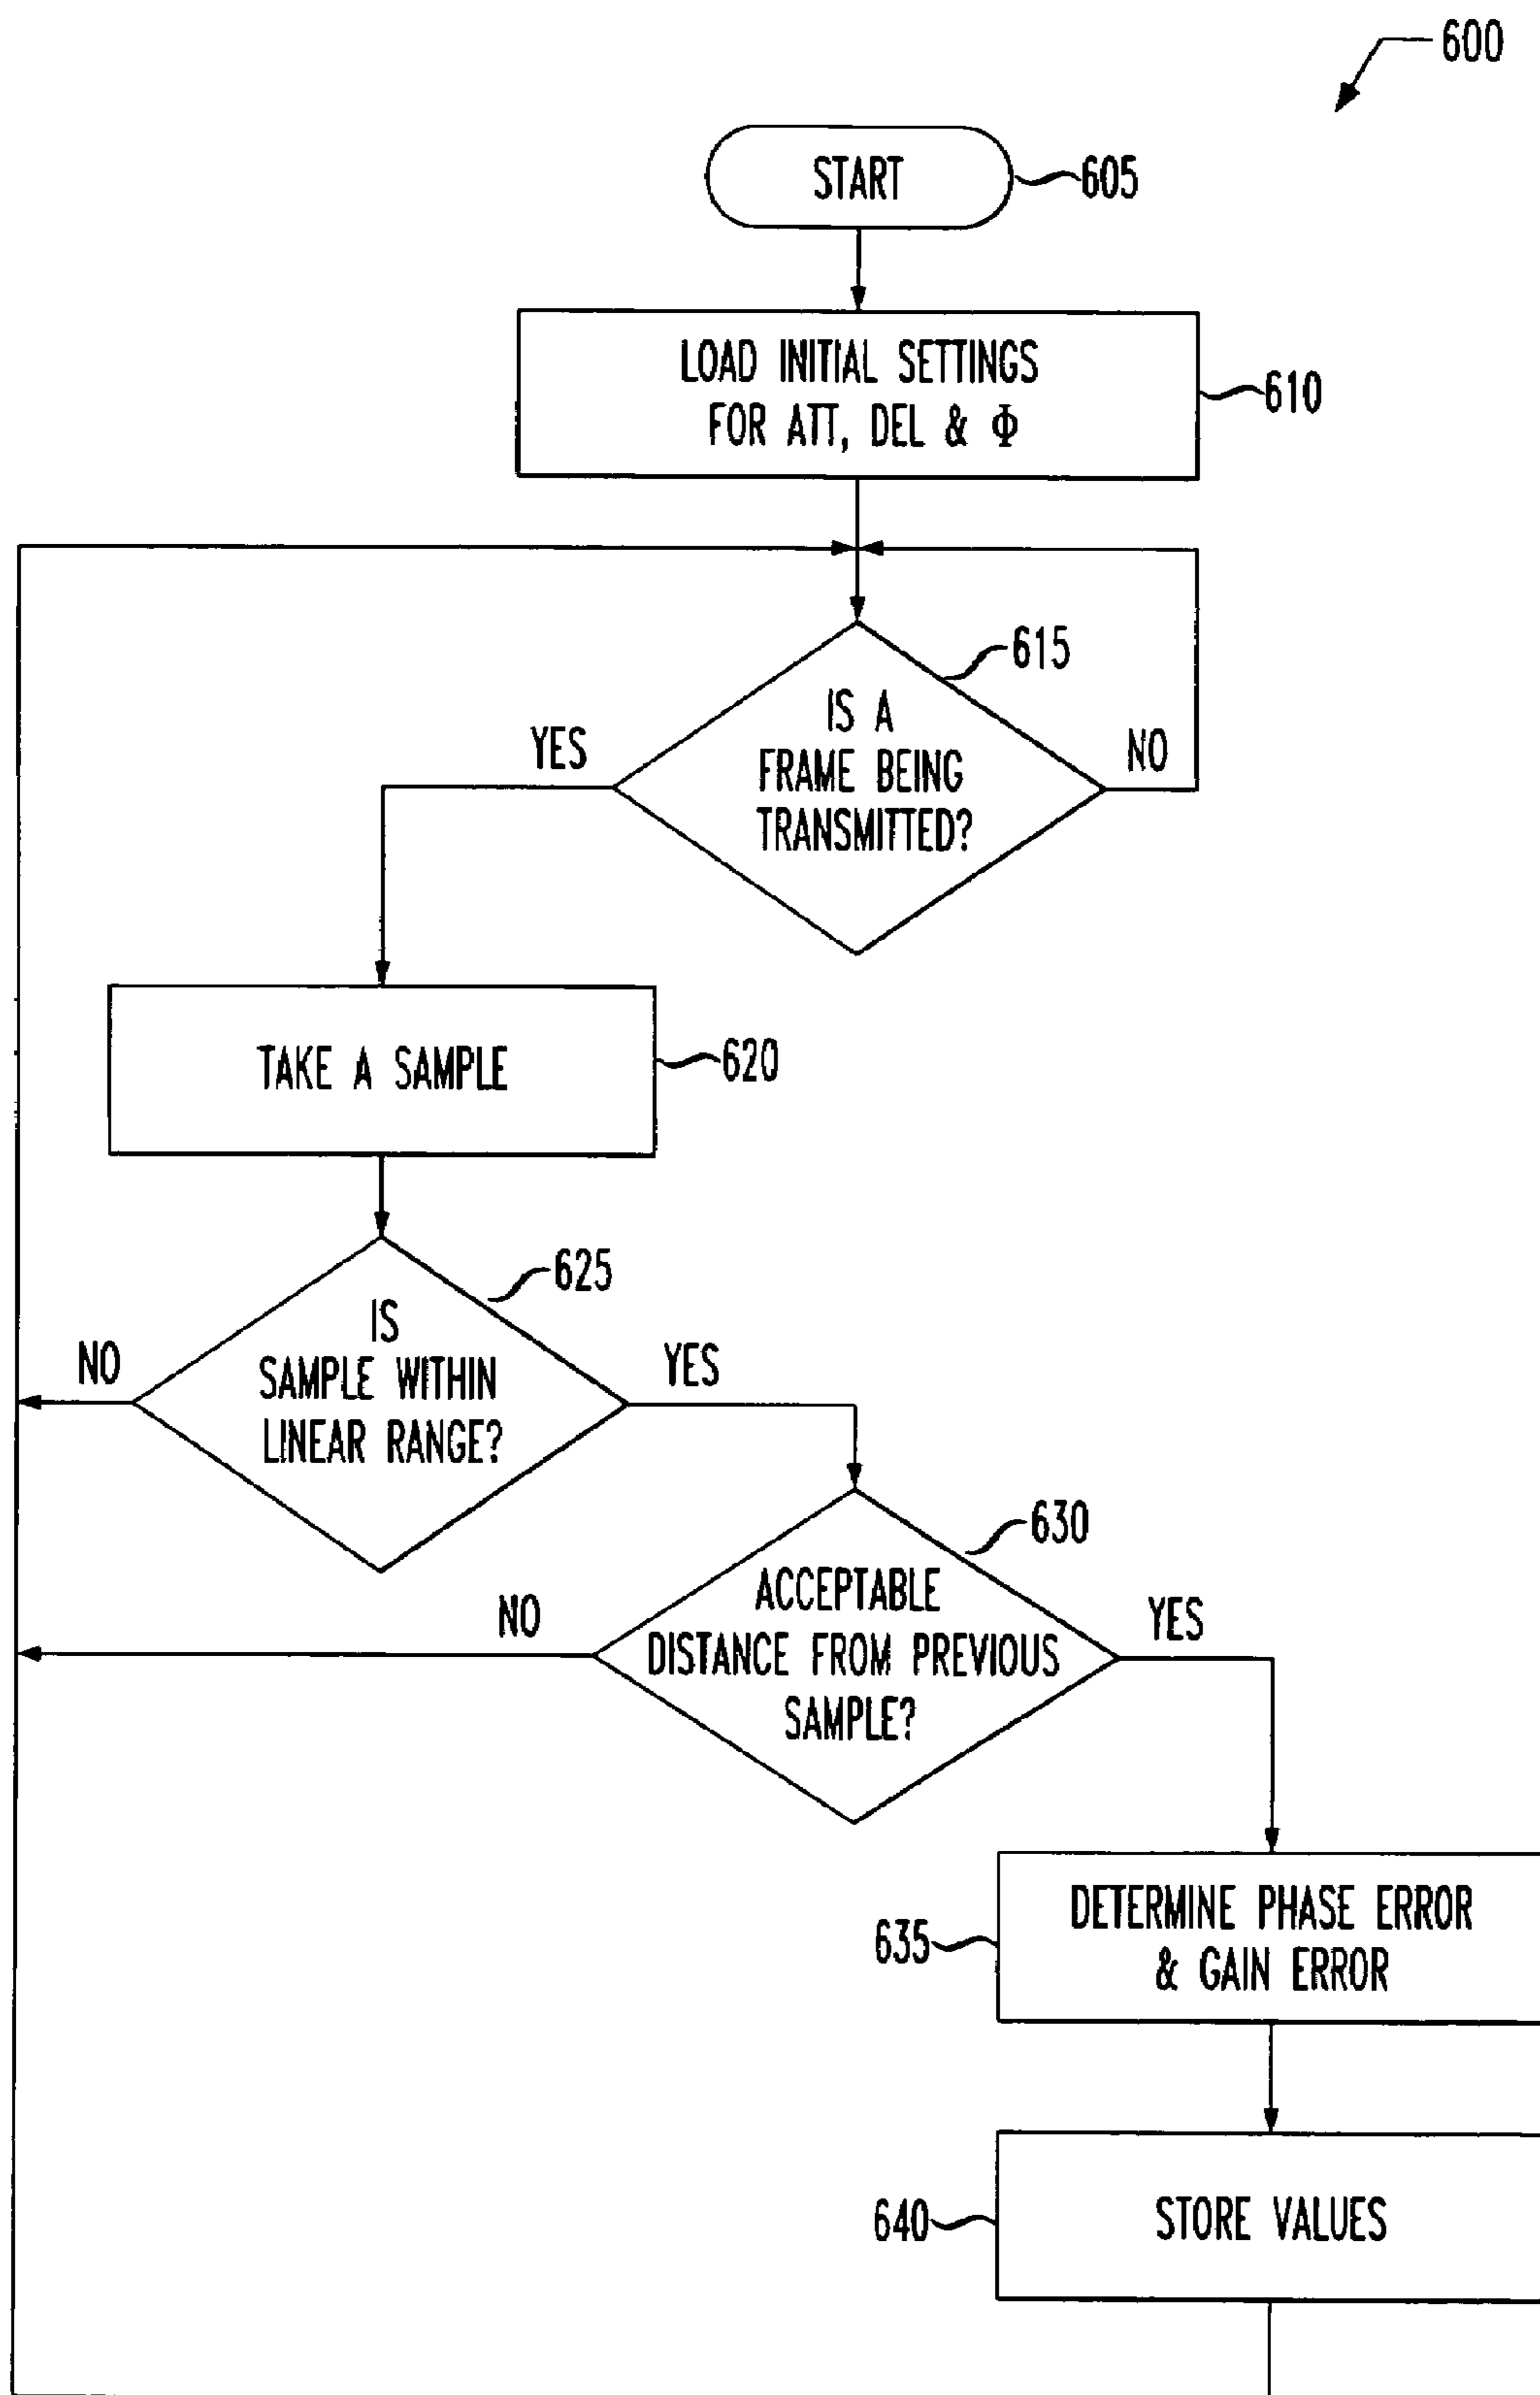 600
START
605
LOAD INITIAL SETTINGS
FOR ATT, DEL & Φ
610
615
IS A
FRAME BEING
TRANSMITTED?
YES
NO
TAKE A SAMPLE
620
625
IS
SAMPLE WITHIN
LINEAR RANGE?
NO
YES
630
ACCEPTABLE
DISTANCE FROM PREVIOUS
SAMPLE?
NO
YES
DETERMINE PHASE ERROR
& GAIN ERROR
635
STORE VALUES
640